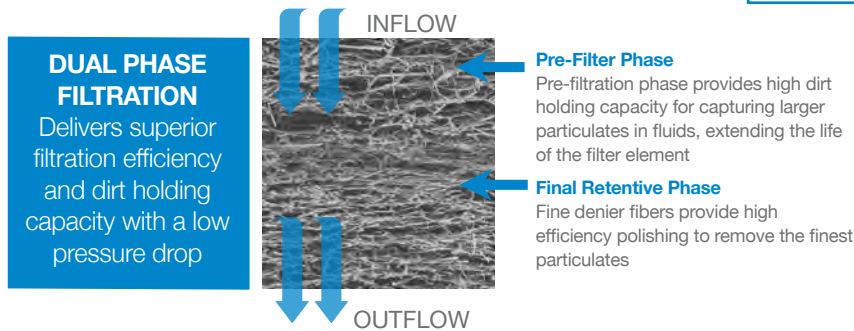 INFLOW
DUAL PHASE
FILTRATION
Delivers superior
filtration efficiency
and dirt holding
capacity with a low
pressure drop
Pre-Filter Phase
Pre-filtration phase provides high dirt
holding capacity for capturing larger
particulates in fluids, extending the life
of the filter element
Final Retentive Phase
Fine denier fibers provide high
efficiency polishing to remove the finest
particulates
OUTFLOW